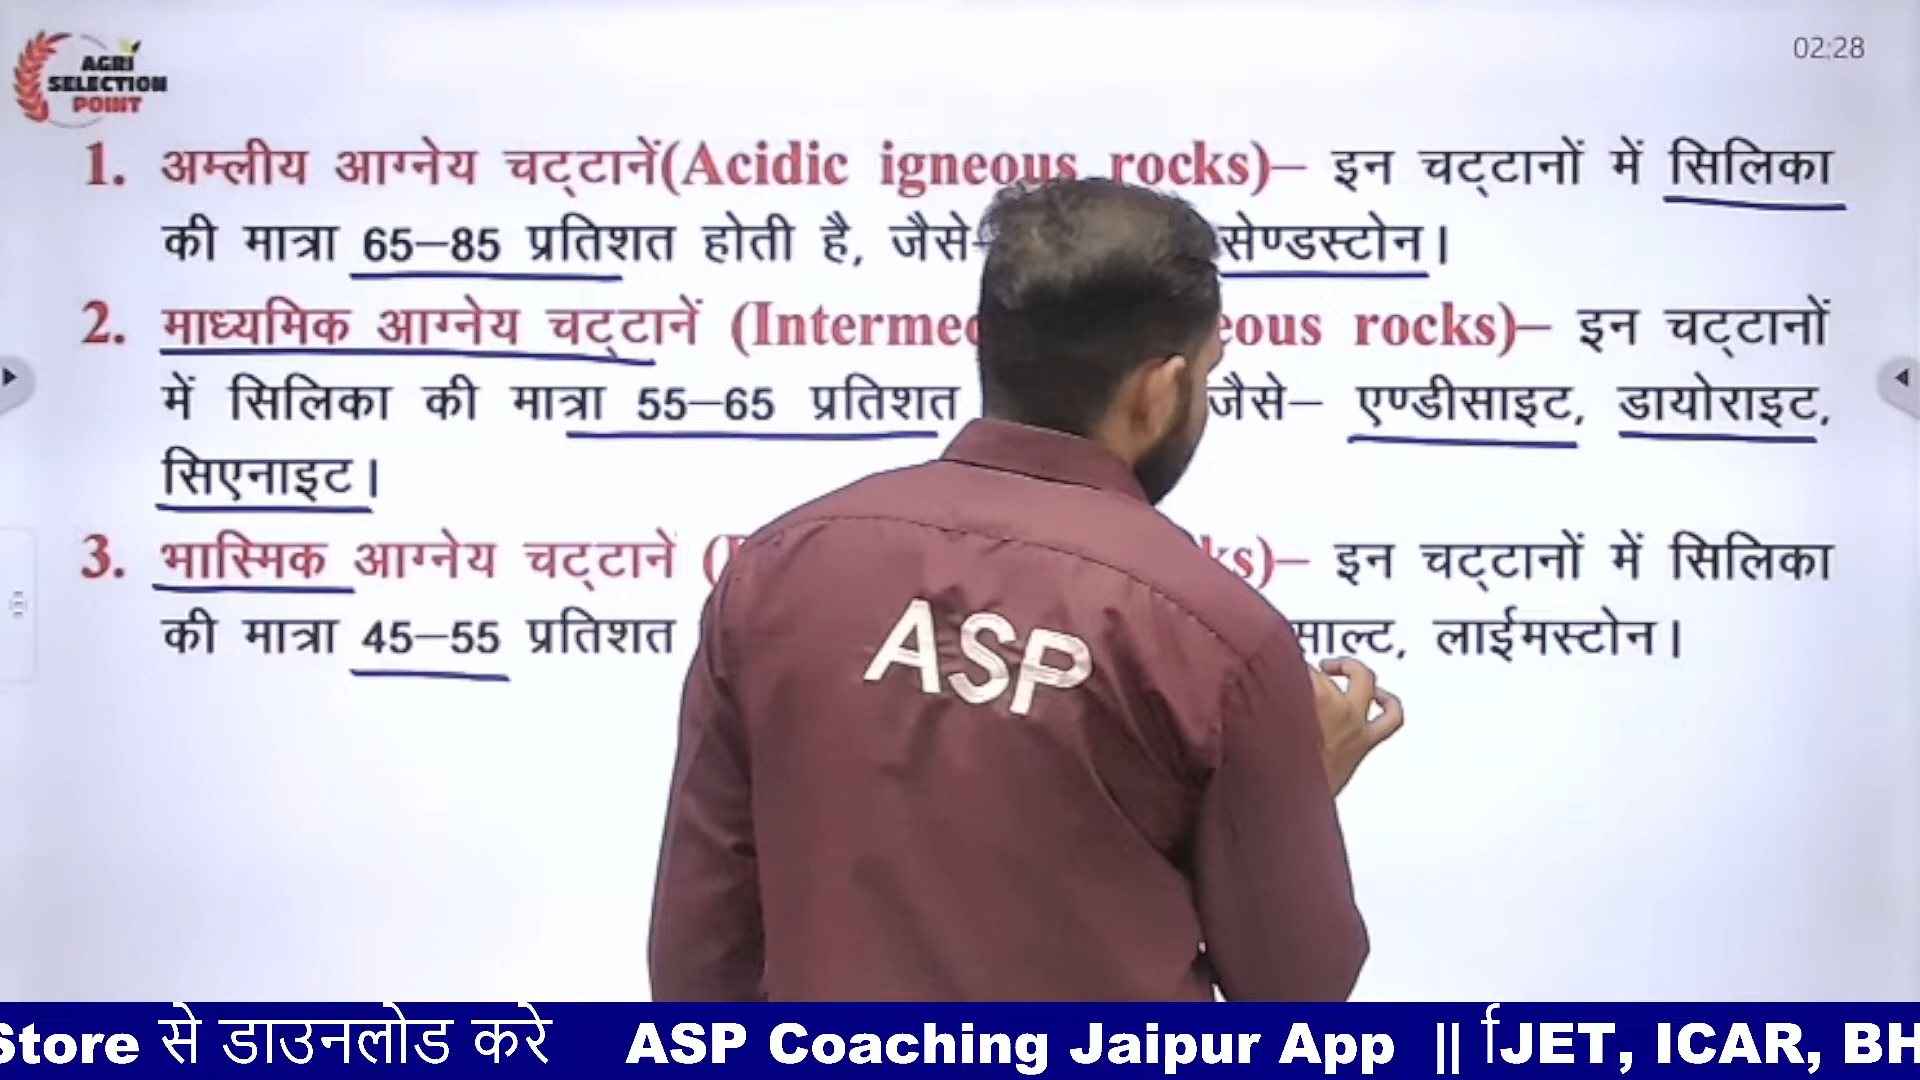 AGRI
SELECTION
POINT
02:28
1. अम्लीय आग्नेय चट्टानें(Acidic igneous rocks)– इन चट्टानों में सिलिका
की मात्रा 65–85 प्रतिशत होती है, जैसे– सेण्डस्टोन।
2. माध्यमिक आग्नेय चट्टानें (Intermed eous rocks)– इन चट्टानों
में सिलिका की मात्रा 55–65 प्रतिशत जैसे– एण्डीसाइट, डायोराइट,
सिएनाइट।
3. भास्मिक आग्नेय चट्टानें ( ks)– इन चट्टानों में सिलिका
की मात्रा 45–55 प्रतिशत साल्ट, लाईमस्टोन।
ASP
Store से डाउनलोड करे ASP Coaching Jaipur App || JET, ICAR, BH